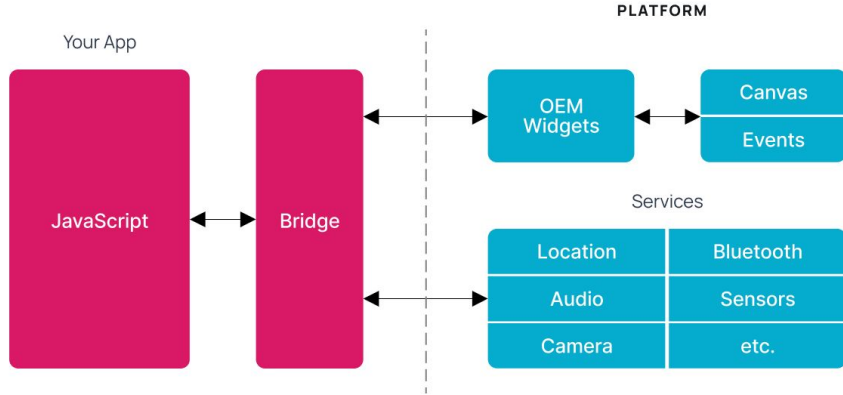 PLATFORM
Your App
JavaScript
Bridge
OEM
Widgets
Canvas
Events
Services
Location
Bluetooth
Audio
Sensors
Camera
etc.